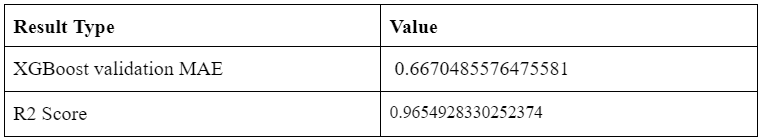 Result Type Value
XGBoost validation MAE 0.6670485576475581
R2 Score 0.9654928330252374